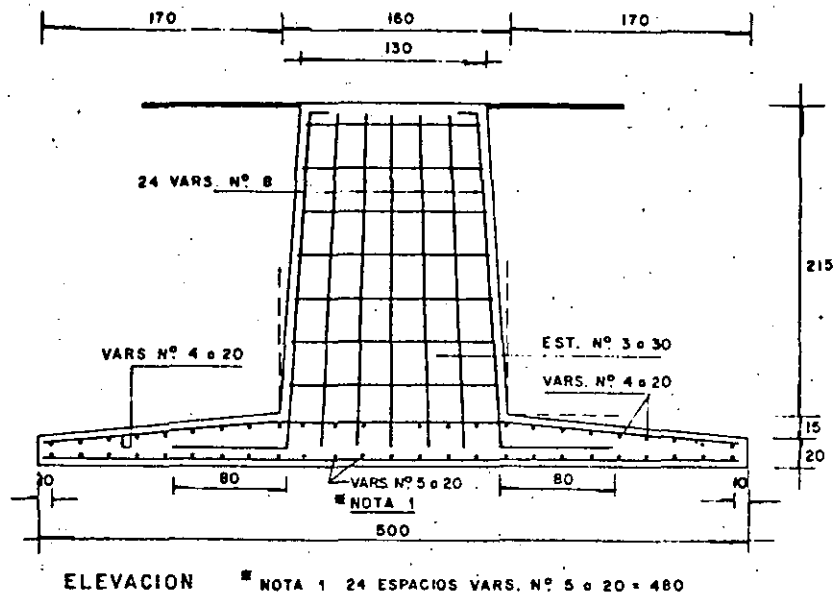 170 160 170
130
24 VARS. Nº 8
215
VARS Nº 4 a 20
EST. Nº 3 a 30
VARS. Nº 4 a 20
15
20
10 80 VARS Nº 5 a 20 80 10
* NOTA 1
500
ELEVACION * NOTA 1 24 ESPACIOS VARS. Nº 5 a 20 = 480